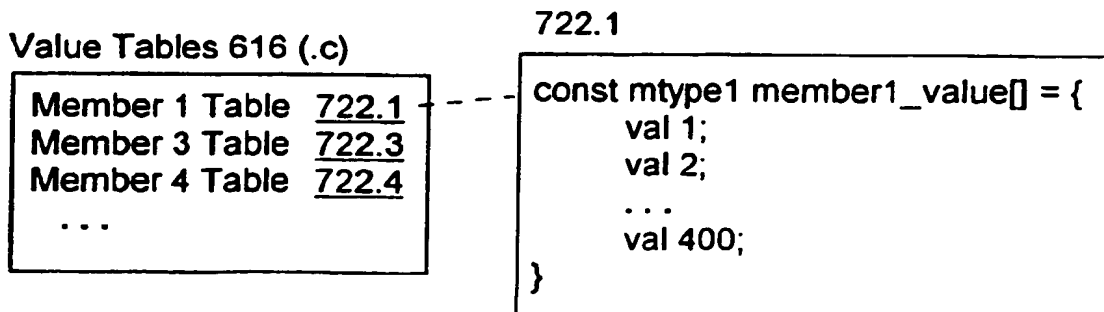 Value Tables 616 (.c)
Member 1 Table 722.1
Member 3 Table 722.3
Member 4 Table 722.4
. . .
722.1
const mtype1 member1_value[] = {
val 1;
val 2;
. . .
val 400;
}